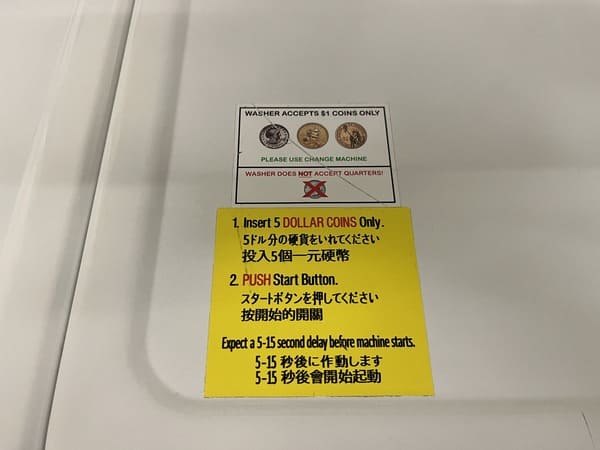 WASHER ACCEPTS $1 COINS ONLY
PLEASE USE CHANGE MACHINE
WASHER DOES NOT ACCEPT QUARTERS!
1. Insert 5 DOLLAR COINS Only.
5ドル分の硬貨をいれてください
投入5個一元硬幣
2. PUSH Start Button.
スタートボタンを押してください
按開始的開關
Expect a 5-15 second delay before machine starts.
5-15 秒後に作動します
5-15 秒後會開始起動